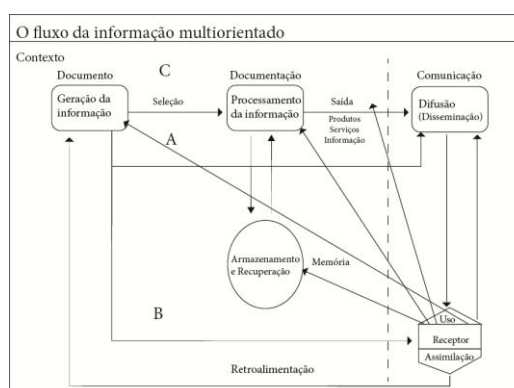 O fluxo da informação multiorientado
Contexto
Documento
C
Documentação
Comunicação
Geração da
informação
Seleção
Processamento
da informação
Saída
Produtos
Serviços
Informação
Difusão
(Disseminação)
A
Armazenamento
e Recuperação
Memória
B
Uso
Receptor
Assimilação
Retroalimentação